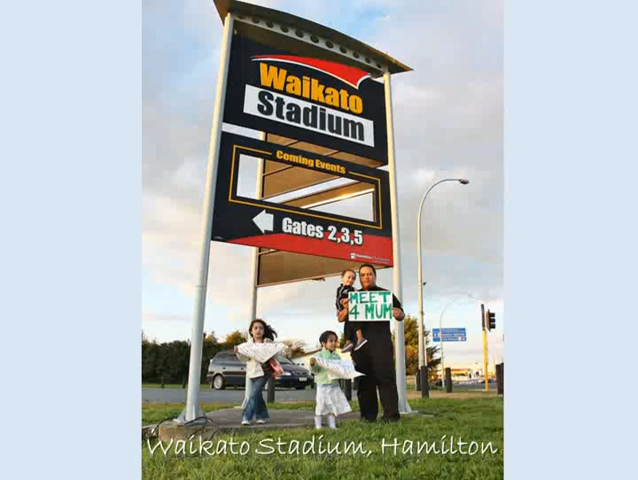 Waikato
Stadium
Coming Events
Gates 2,3,5
MEET
4 MUM
Waikato Stadium, Hamilton